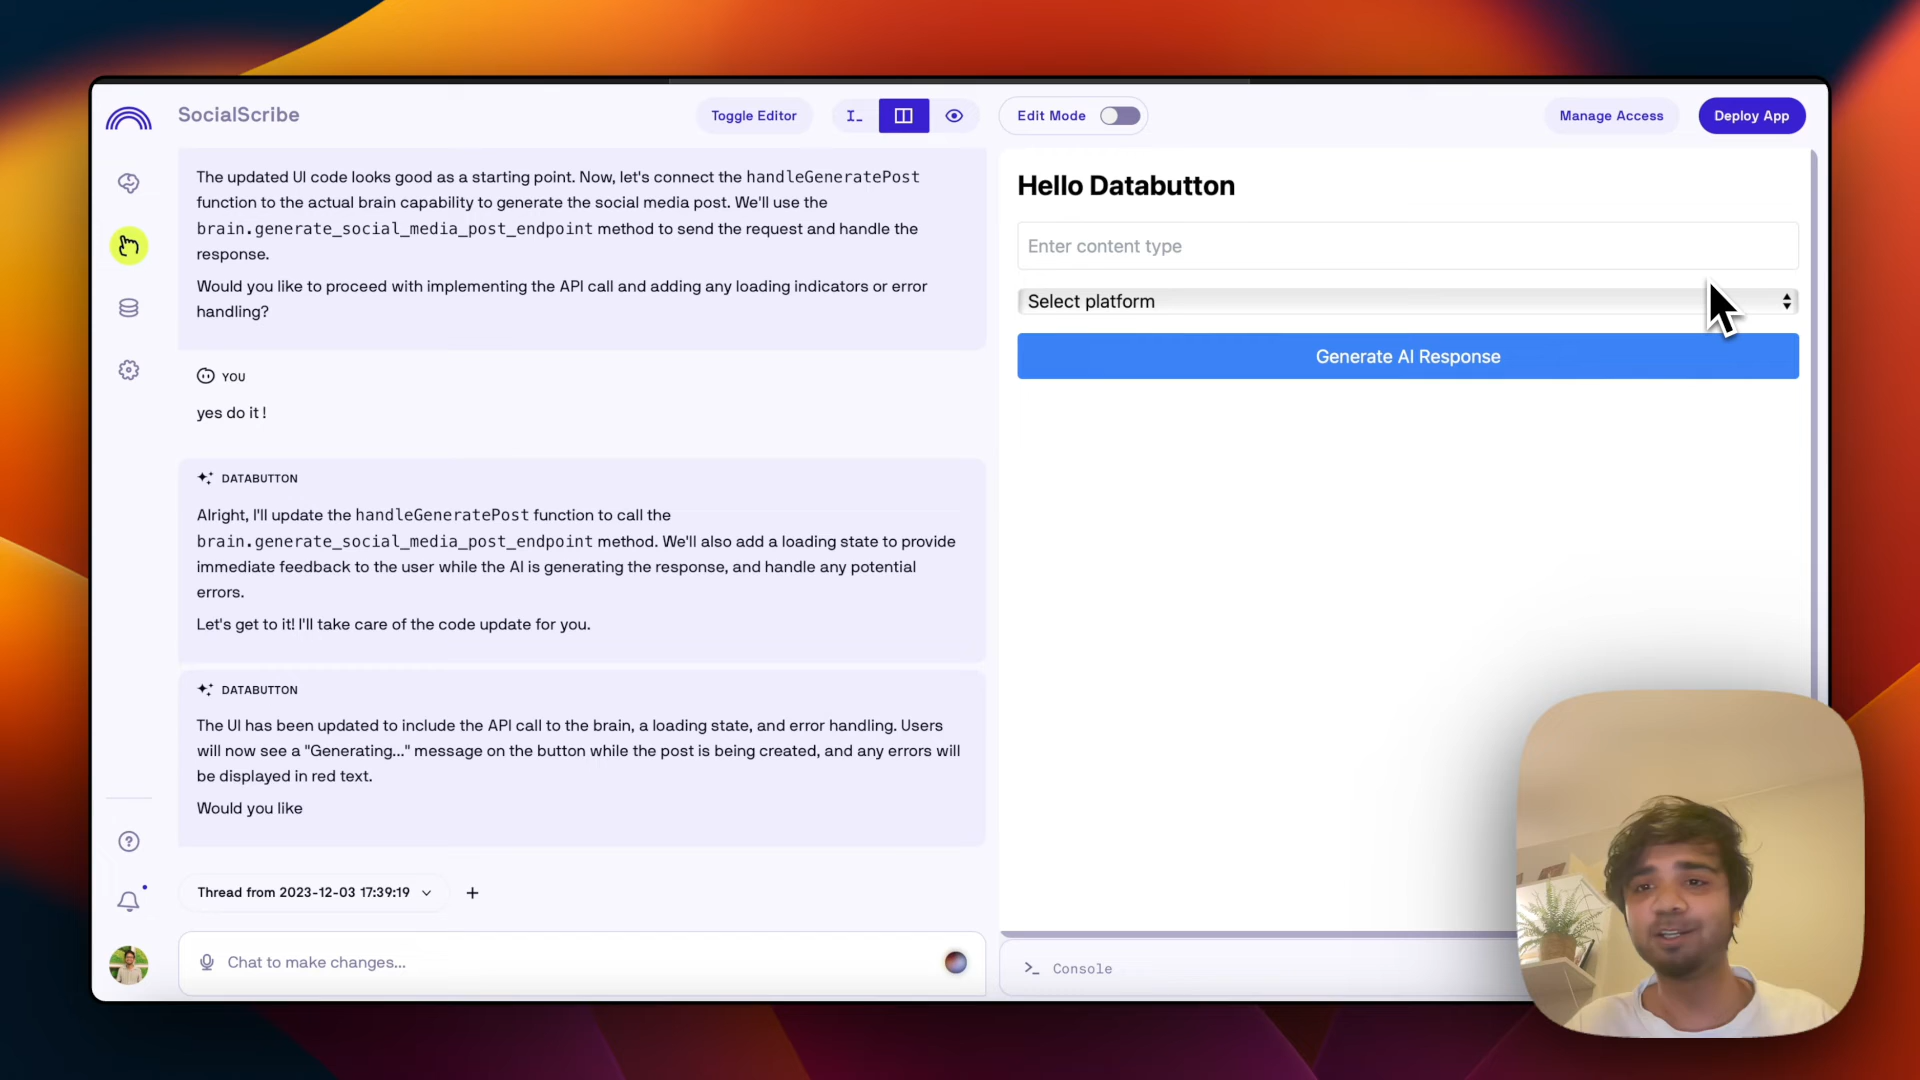 SocialScribe
Toggle Editor
Edit Mode
Manage Access
Deploy App
The updated UI code looks good as a starting point. Now, let's connect the handleGeneratePost
function to the actual brain capability to generate the social media post. We'll use the
brain.generate_social_media_post_endpoint method to send the request and handle the
response.
Would you like to proceed with implementing the API call and adding any loading indicators or error
handling?
YOU
yes do it !
DATABUTTON
Alright, I'll update the handleGeneratePost function to call the
brain.generate_social_media_post_endpoint method. We'll also add a loading state to provide
immediate feedback to the user while the AI is generating the response, and handle any potential
errors.
Let's get to it! I'll take care of the code update for you.
DATABUTTON
The UI has been updated to include the API call to the brain, a loading state, and error handling. Users
will now see a "Generating..." message on the button while the post is being created, and any errors will
be displayed in red text.
Would you like
Thread from 2023-12-03 17:39:19
Chat to make changes...
Hello Databutton
Enter content type
Select platform
Generate AI Response
>_ Console